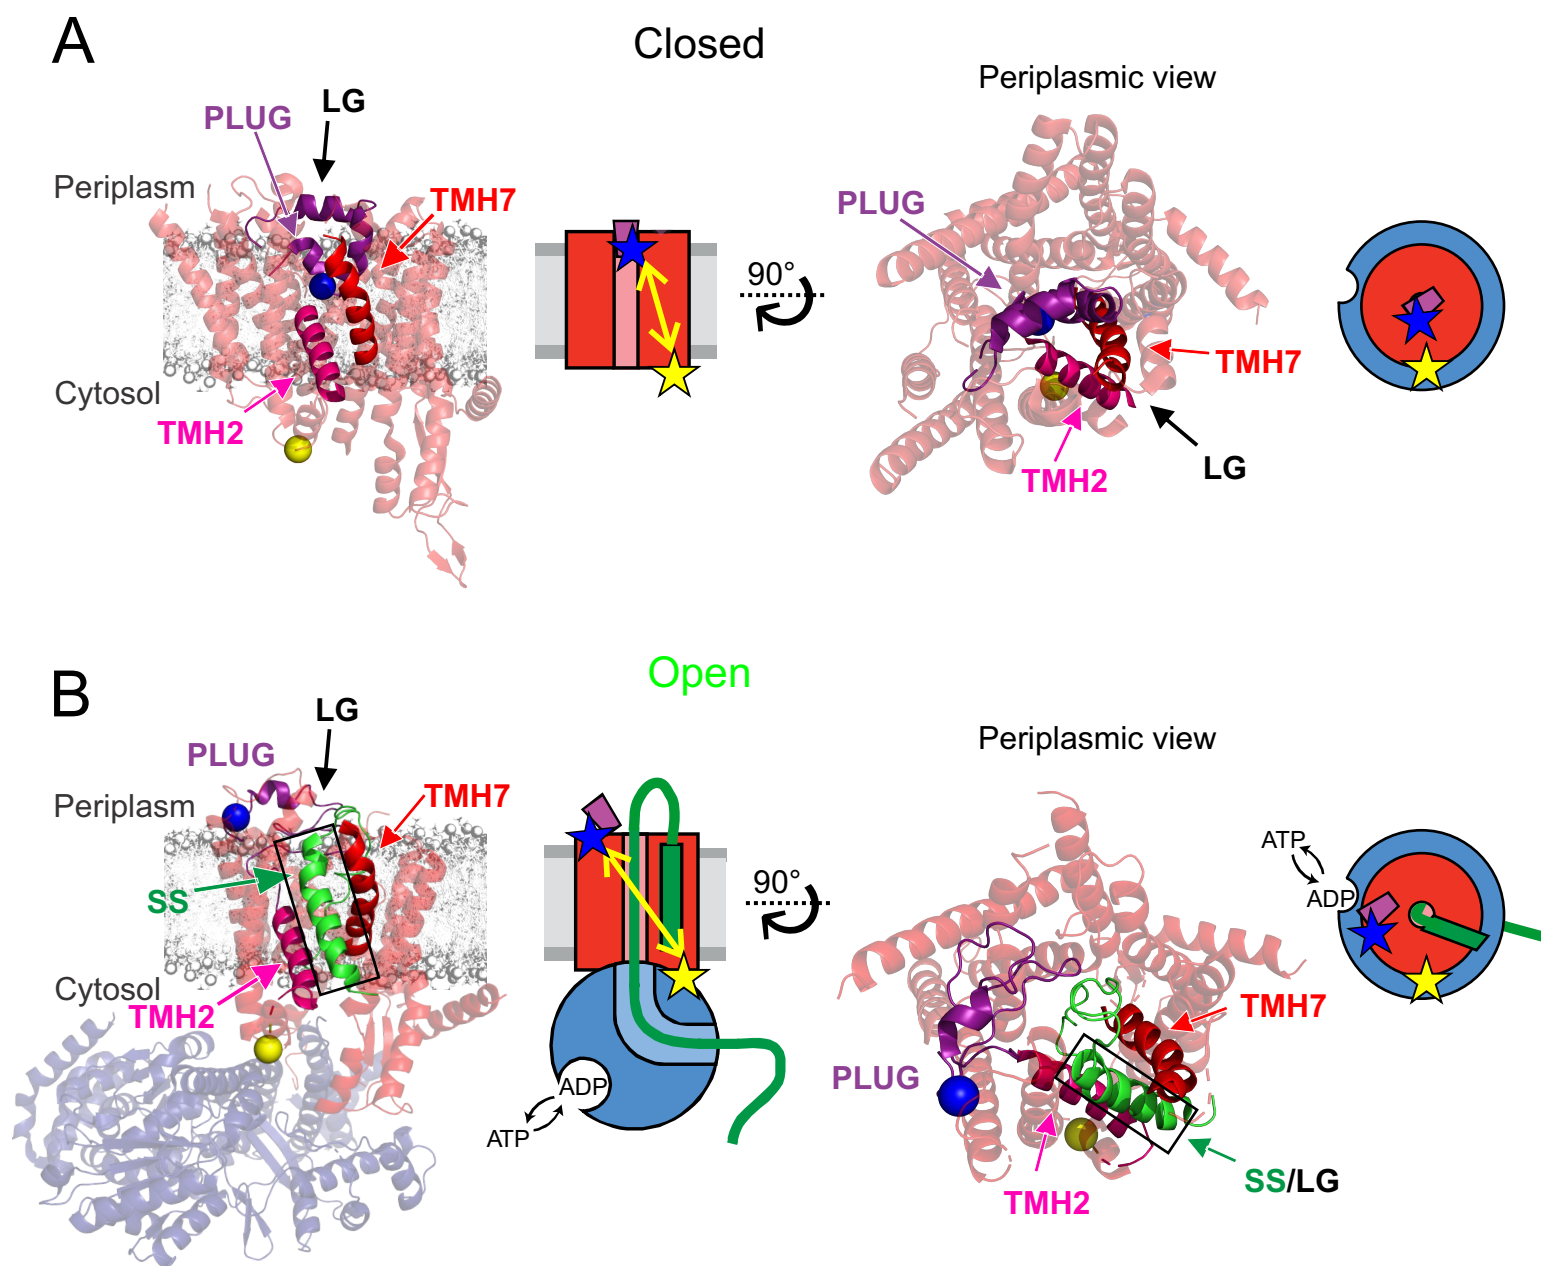 A
Closed
Periplasmic view
LG
PLUG
Periplasm
TMH7
Cytosol
TMH2
90°
PLUG
TMH7
TMH2
LG
B
Open
Periplasmic view
LG
PLUG
Periplasm
TMH7
SS
Cytosol
TMH2
90°
ADP
ATP
ATP
ADP
TMH7
PLUG
SS/LG
TMH2